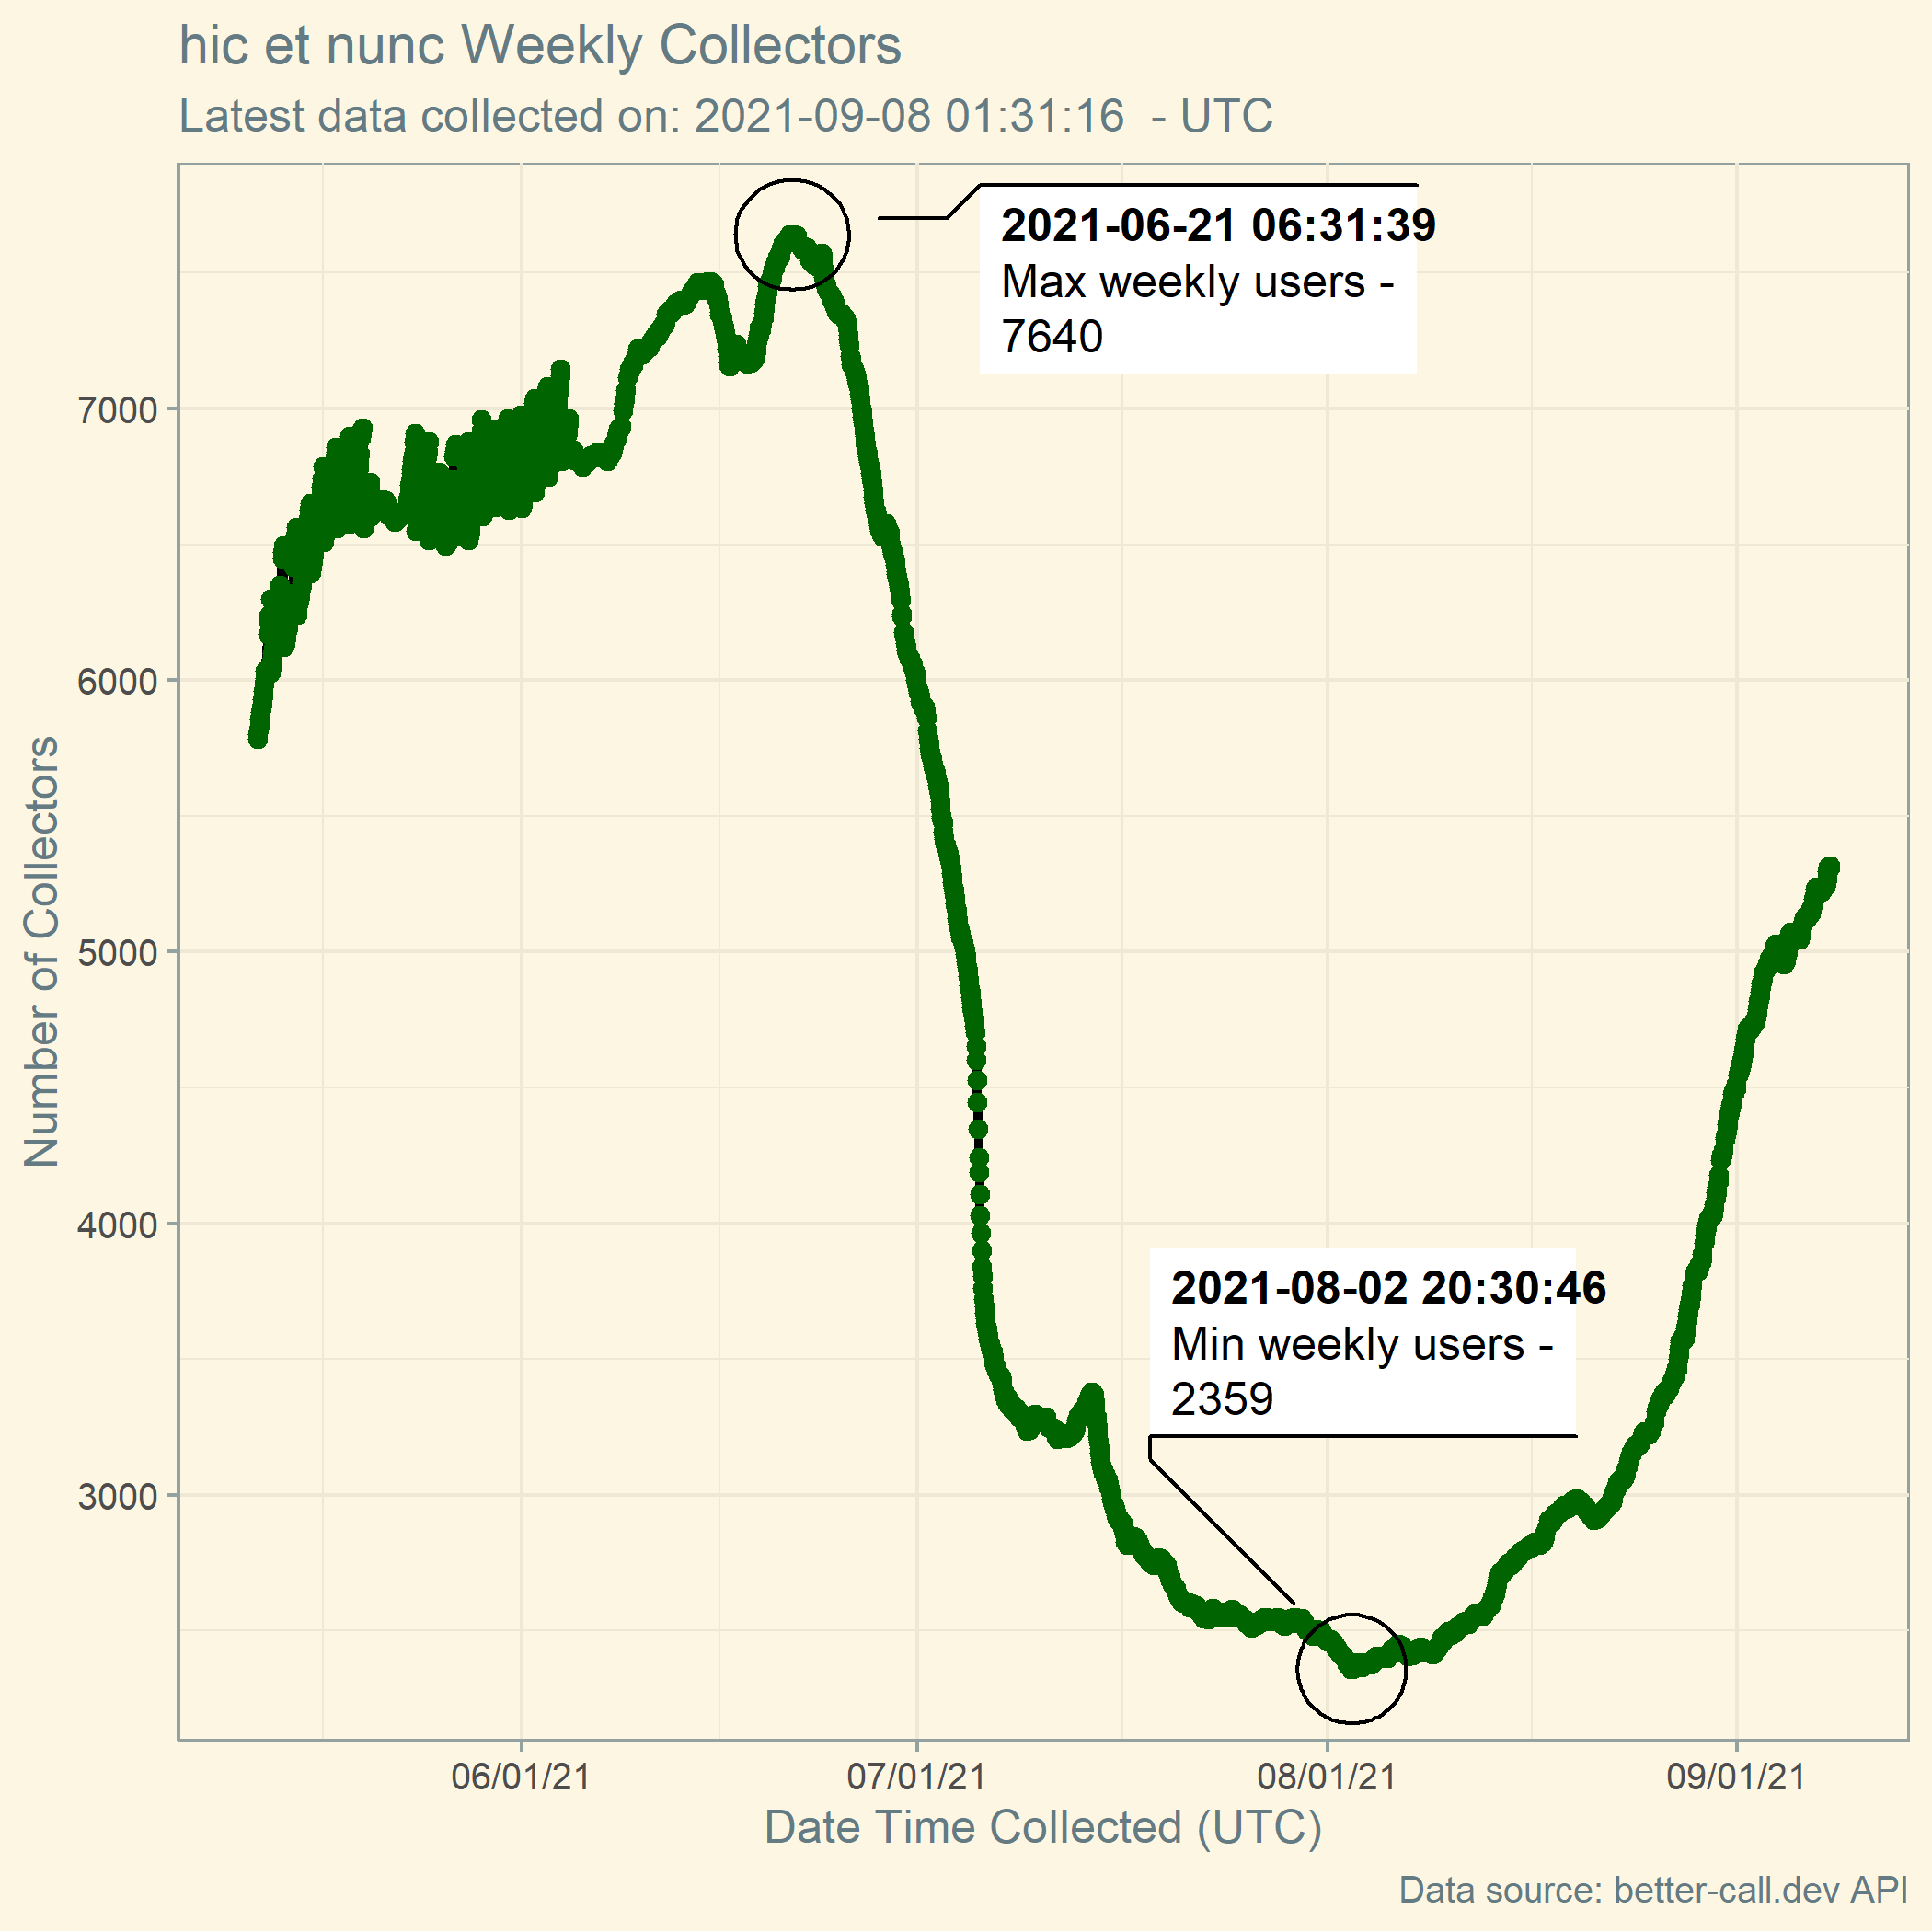 hic et nunc Weekly Collectors
Latest data collected on: 2021-09-08 01:31:16  - UTC
2021-06-21 06:31:39
Max weekly users -
7640
7000
6000
5000
4000
3000
Number of Collectors
2021-08-02 20:30:46
Min weekly users -
2359
06/01/21
07/01/21
08/01/21
09/01/21
Date Time Collected (UTC)
Data source: better-call.dev API